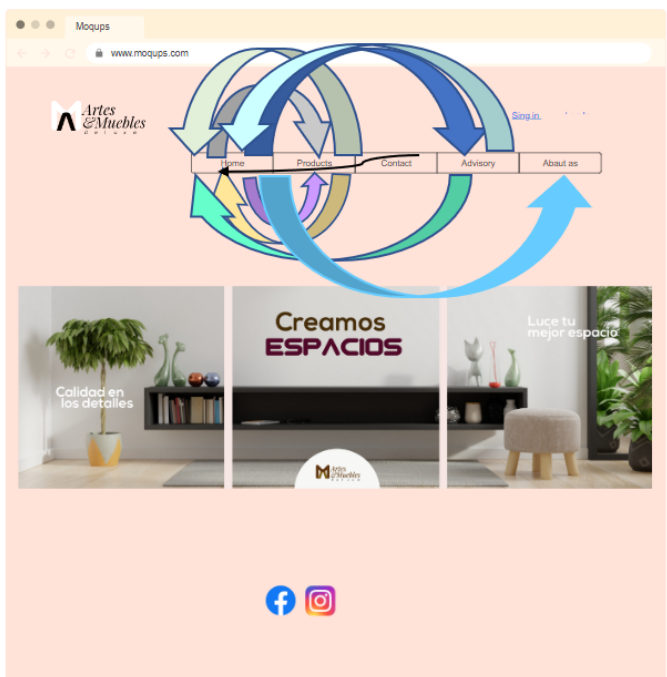 Moqups
www.moqups.com
Artes
&Muebles
Deluxe
Sing in
Home
Products
Contact
Advisory
Abaut as
Creamos
ESPACIOS
Luce tu
mejor espacio
Calidad en
los detalles
Artes
&Muebles